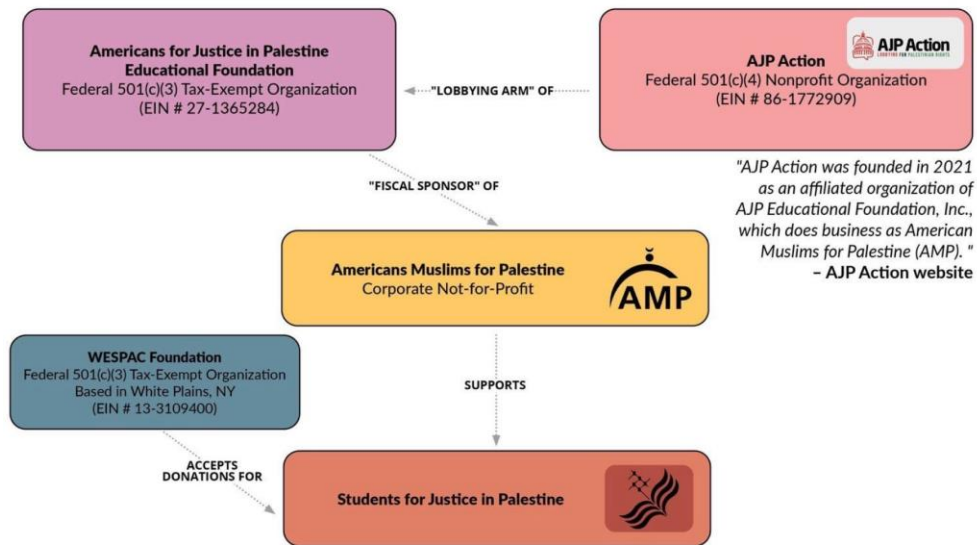 Americans for Justice in Palestine
Educational Foundation
Federal 501(c)(3) Tax-Exempt Organization
(EIN # 27-1365284)
"LOBBYING ARM" OF
AJP Action
LOBBYING FOR PALESTINIAN RIGHTS
AJP Action
Federal 501(c)(4) Nonprofit Organization
(EIN # 86-1772909)
"AJP Action was founded in 2021
as an affiliated organization of
AJP Educational Foundation, Inc.,
which does business as American
Muslims for Palestine (AMP). "
– AJP Action website
"FISCAL SPONSOR" OF
Americans Muslims for Palestine
Corporate Not-for-Profit
AMP
WESPAC Foundation
Federal 501(c)(3) Tax-Exempt Organization
Based in White Plains, NY
(EIN # 13-3109400)
SUPPORTS
ACCEPTS
DONATIONS FOR
Students for Justice in Palestine